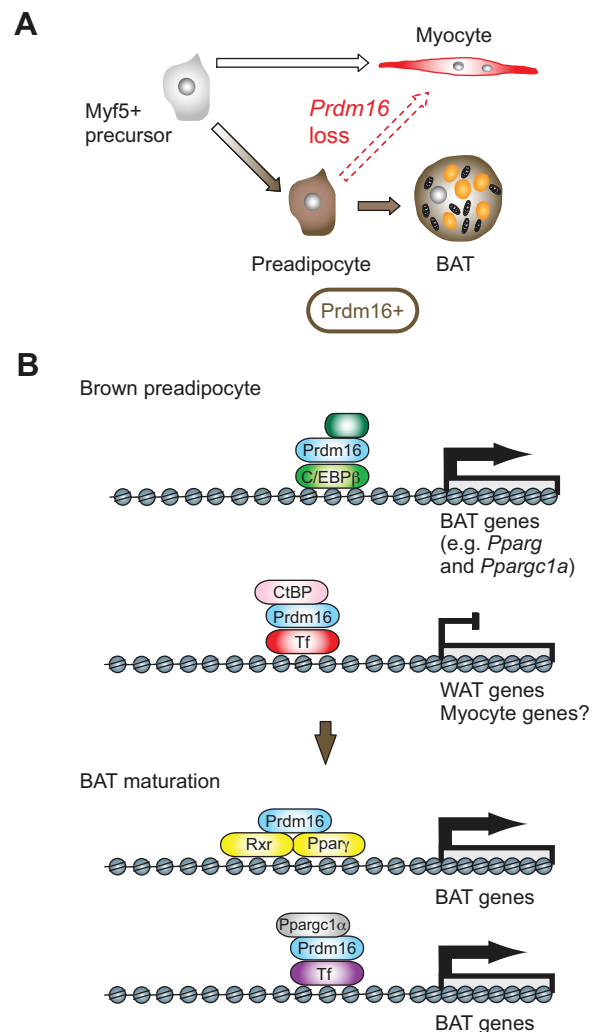 A
Myocyte
Myf5+
precursor
Prdm16
loss
Preadipocyte
BAT
Prdm16+
B
Brown preadipocyte
Prdm16
C/EBPβ
BAT genes
(e.g. Pparg
and Ppargc1a)
CtBP
Prdm16
Tf
WAT genes
Myocyte genes?
BAT maturation
Prdm16
Rxr
Pparγ
BAT genes
Ppargc1α
Prdm16
Tf
BAT genes